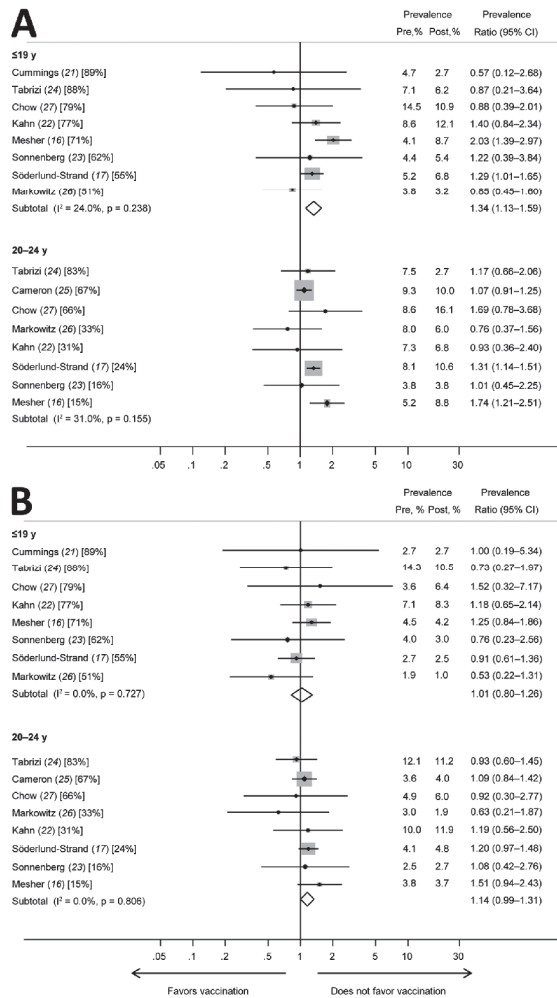 A
Prevalence Prevalence
Pre,% Post,% Ratio (95% CI)
≤19 y
Cummings (21) [89%] 4.7 2.7 0.57 (0.12–2.68)
Tabrizi (24) [88%] 7.1 6.2 0.87 (0.21–3.64)
Chow (27) [79%] 14.5 10.9 0.88 (0.39–2.01)
Kahn (22) [77%] 8.6 12.1 1.40 (0.84–2.34)
Mesher (16) [71%] 4.1 8.7 2.03 (1.39–2.97)
Sonnenberg (23) [62%] 4.4 5.4 1.22 (0.39–3.84)
Söderlund-Strand (17) [55%] 5.2 6.8 1.29 (1.01–1.65)
Markowitz (26) [51%] 3.8 3.2 0.85 (0.45–1.60)
Subtotal (I² = 24.0%, p = 0.238) 1.34 (1.13–1.59)
20–24 y
Tabrizi (24) [83%] 7.5 2.7 1.17 (0.66–2.06)
Cameron (25) [67%] 9.3 10.0 1.07 (0.91–1.25)
Chow (27) [66%] 8.6 16.1 1.69 (0.78–3.68)
Markowitz (26) [33%] 8.0 6.0 0.76 (0.37–1.56)
Kahn (22) [31%] 7.3 6.8 0.93 (0.36–2.40)
Söderlund-Strand (17) [24%] 8.1 10.6 1.31 (1.14–1.51)
Sonnenberg (23) [16%] 3.8 3.8 1.01 (0.45–2.25)
Mesher (16) [15%] 5.2 8.8 1.74 (1.21–2.51)
Subtotal (I² = 31.0%, p = 0.155)
.05 .1 .2 .5 1 2 5 10 30
B
Prevalence Prevalence
Pre, % Post, % Ratio (95% CI)
≤19 y
Cummings (21) [89%] 2.7 2.7 1.00 (0.19–5.34)
Tabrizi (24) [88%] 14.3 10.5 0.73 (0.27–1.97)
Chow (27) [79%] 3.6 6.4 1.52 (0.32–7.17)
Kahn (22) [77%] 7.1 8.3 1.18 (0.65–2.14)
Mesher (16) [71%] 4.5 4.2 1.25 (0.84–1.86)
Sonnenberg (23) [62%] 4.0 3.0 0.76 (0.23–2.56)
Söderlund-Strand (17) [55%] 2.7 2.5 0.91 (0.61–1.36)
Markowitz (26) [51%] 1.9 1.0 0.53 (0.22–1.31)
Subtotal (I² = 0.0%, p = 0.727) 1.01 (0.80–1.26)
20–24 y
Tabrizi (24) [83%] 12.1 11.2 0.93 (0.60–1.45)
Cameron (25) [67%] 3.6 4.0 1.09 (0.84–1.42)
Chow (27) [66%] 4.9 6.0 0.92 (0.30–2.77)
Markowitz (26) [33%] 3.0 1.9 0.63 (0.21–1.87)
Kahn (22) [31%] 10.0 11.9 1.19 (0.56–2.50)
Söderlund-Strand (17) [24%] 4.1 4.8 1.20 (0.97–1.48)
Sonnenberg (23) [16%] 2.5 2.7 1.08 (0.42–2.76)
Mesher (16) [15%] 3.8 3.7 1.51 (0.94–2.43)
Subtotal (I² = 0.0%, p = 0.806) 1.14 (0.99–1.31)
.05 .1 .2 .5 1 2 5 10 30
Favors vaccination Does not favor vaccination